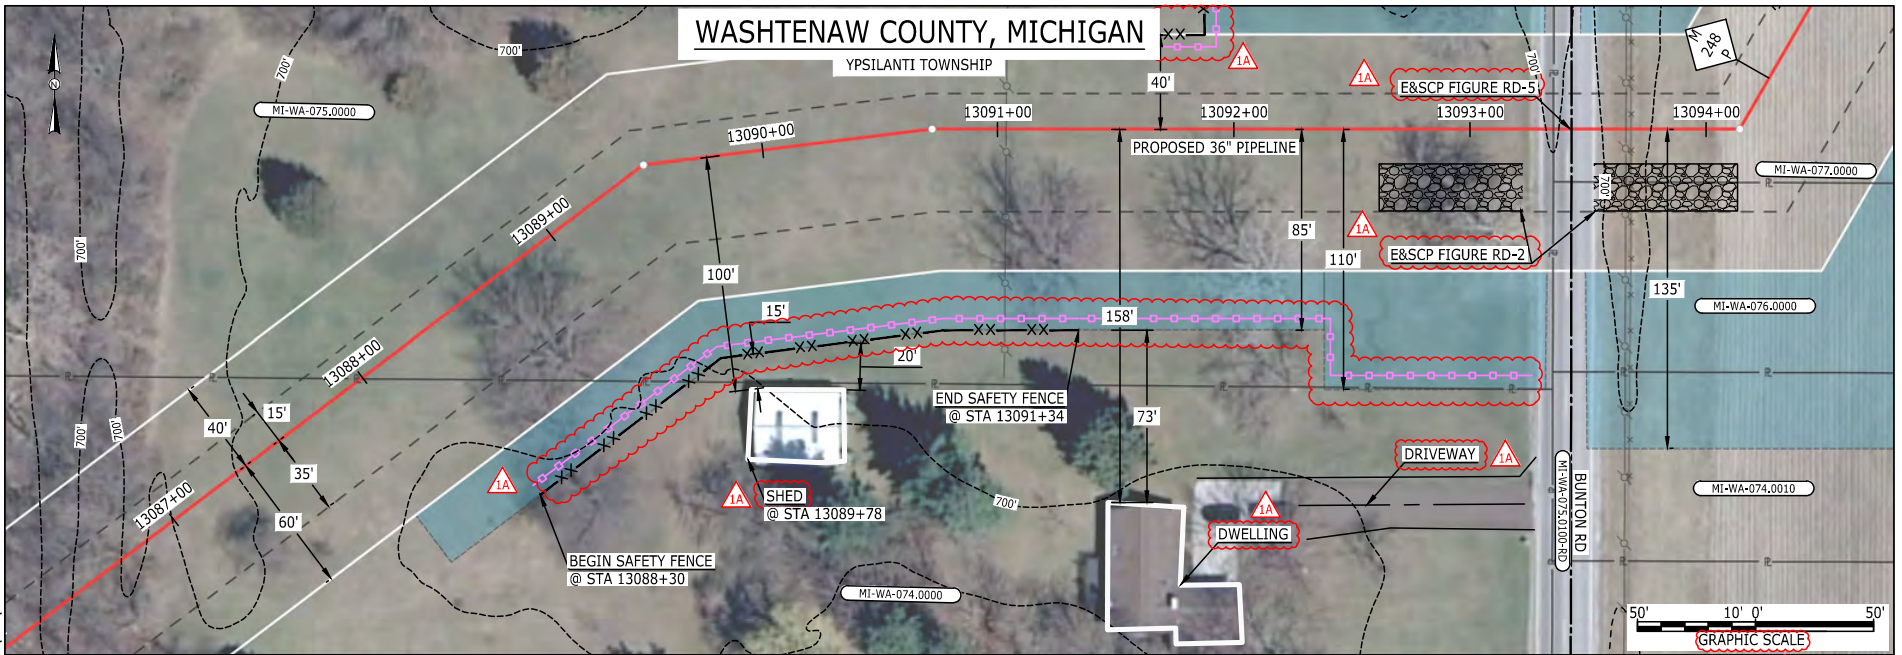 WASHTENAW COUNTY, MICHIGAN
YPSILANTI TOWNSHIP
N
700'
700'
MI-WA-075.0000
700'
40'
1A
1A
E&SCP FIGURE RD-5
700'
M
248
P
13091+00
13092+00
13093+00
13094+00
13090+00
PROPOSED 36" PIPELINE
MI-WA-077.0000
13089+00
700'
1A
85'
E&SCP FIGURE RD-2
110'
100'
135'
MI-WA-076.0000
15'
158'
20'
13088+00
END SAFETY FENCE
@ STA 13091+34
73'
15'
40'
35'
700'
700'
DRIVEWAY
1A
1A
1A
SHED
@ STA 13089+78
700'
1A
MI-WA-074.0010
13087+00
60'
DWELLING
BUNTON RD
MI-WA-075.0100-RD
BEGIN SAFETY FENCE
@ STA 13088+30
MI-WA-074.0000
50'
10'
0'
50'
GRAPHIC SCALE